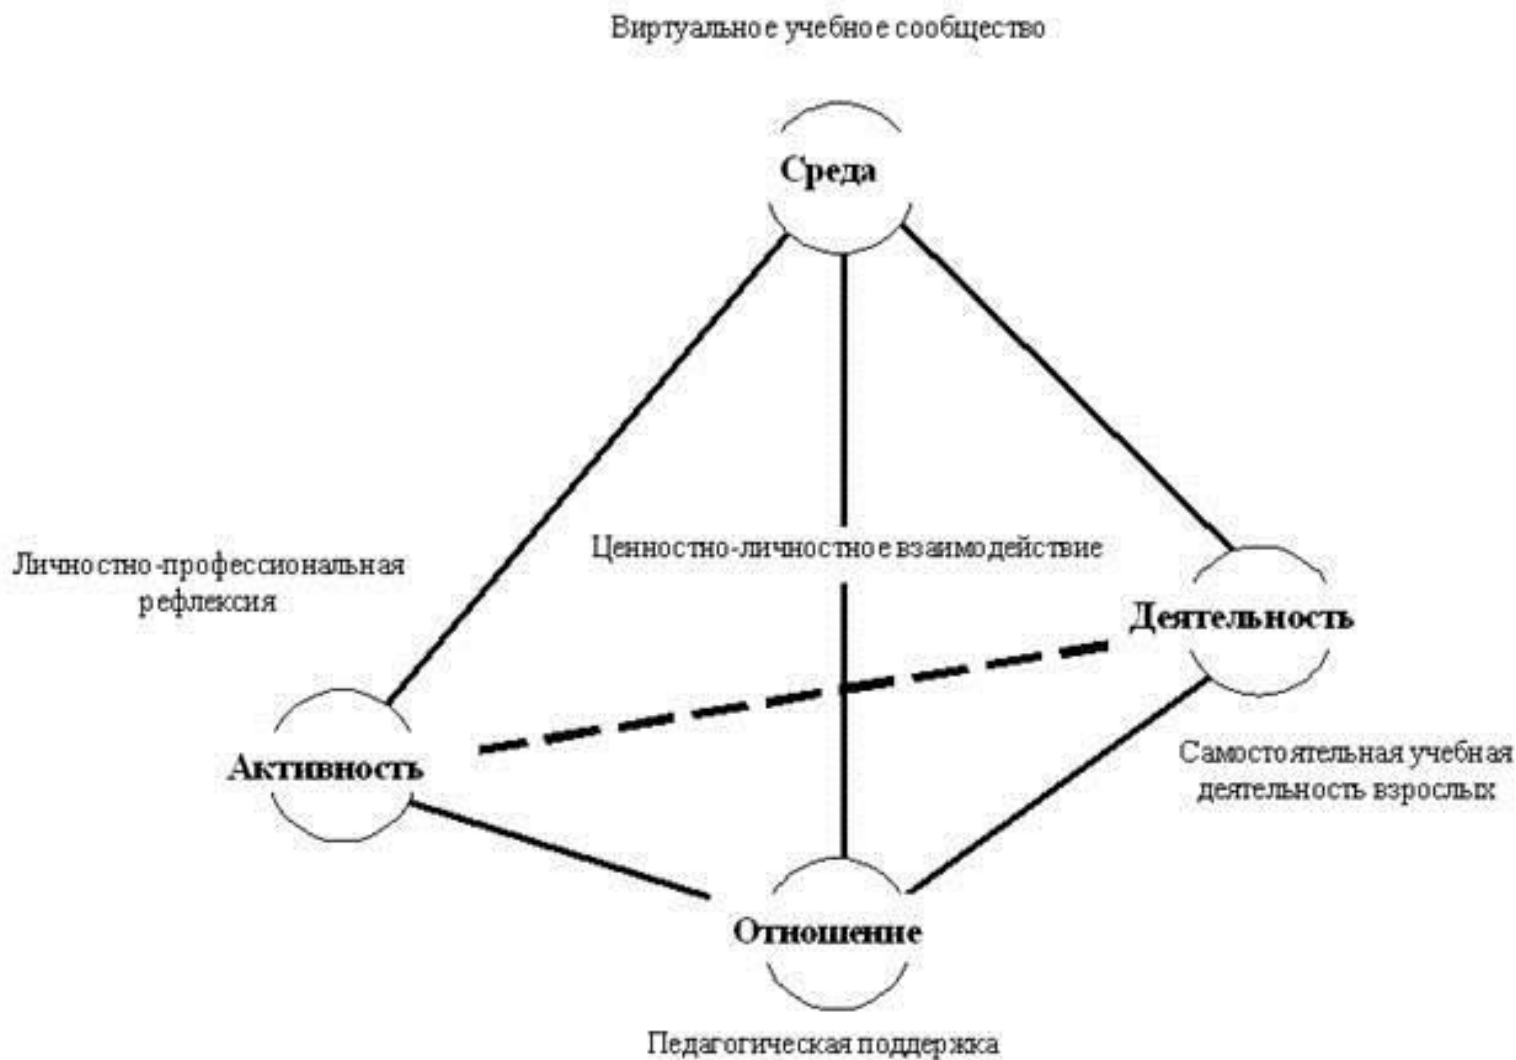 Виртуальное учебное сообщество
Среда
Ценностно-личностное взаимодействие
Личностно-профессиональная
рефлексия
Деятельность
Активность
Самостоятельная учебная
деятельность взрослых
Отношение
Педагогическая поддержка